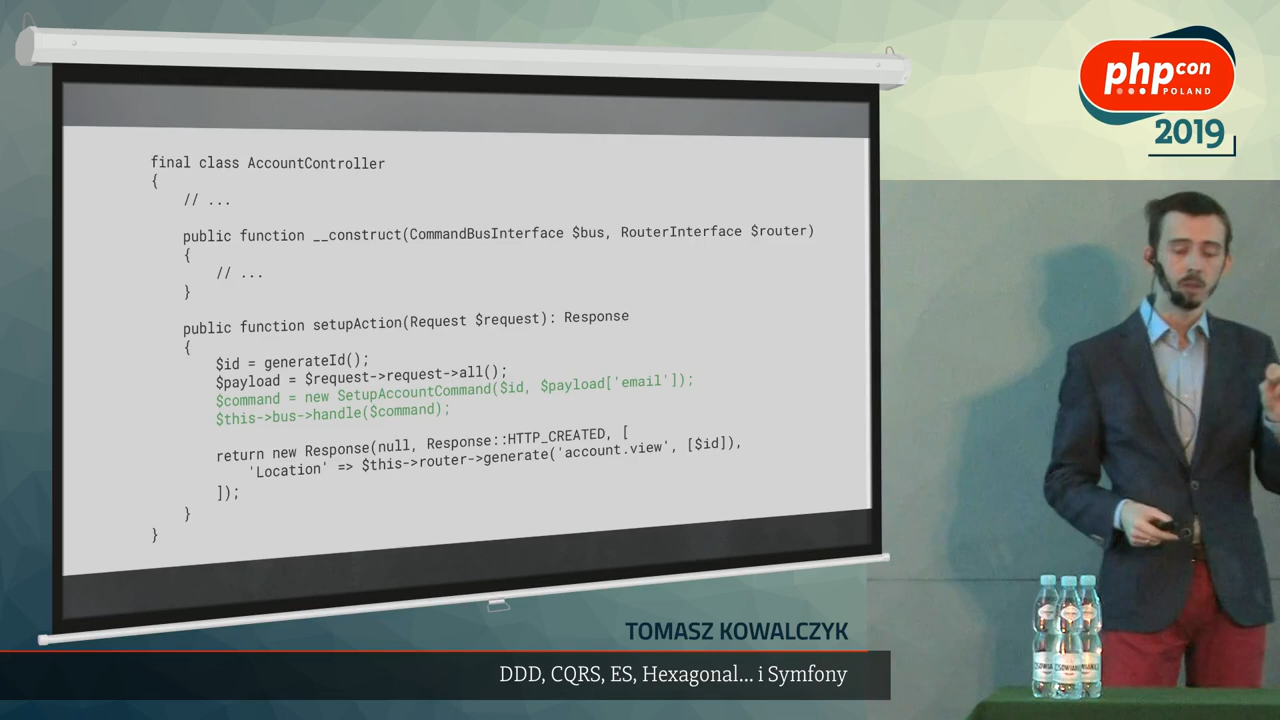 final class AccountController
{
// ...
public function __construct(CommandBusInterface $bus, RouterInterface $router)
{
// ...
}
public function setupAction(Request $request): Response
{
$id = generateId();
$payload = $request->request->all();
$command = new SetupAccountCommand($id, $payload['email']);
$this->bus->handle($command);
return new Response(null, Response::HTTP_CREATED, [
'Location' => $this->router->generate('account.view', [$id]),
]);
}
}
phpcon
POLAND
2019
TOMASZ KOWALCZYK
DDD, CQRS, ES, Hexagonal... i Symfony